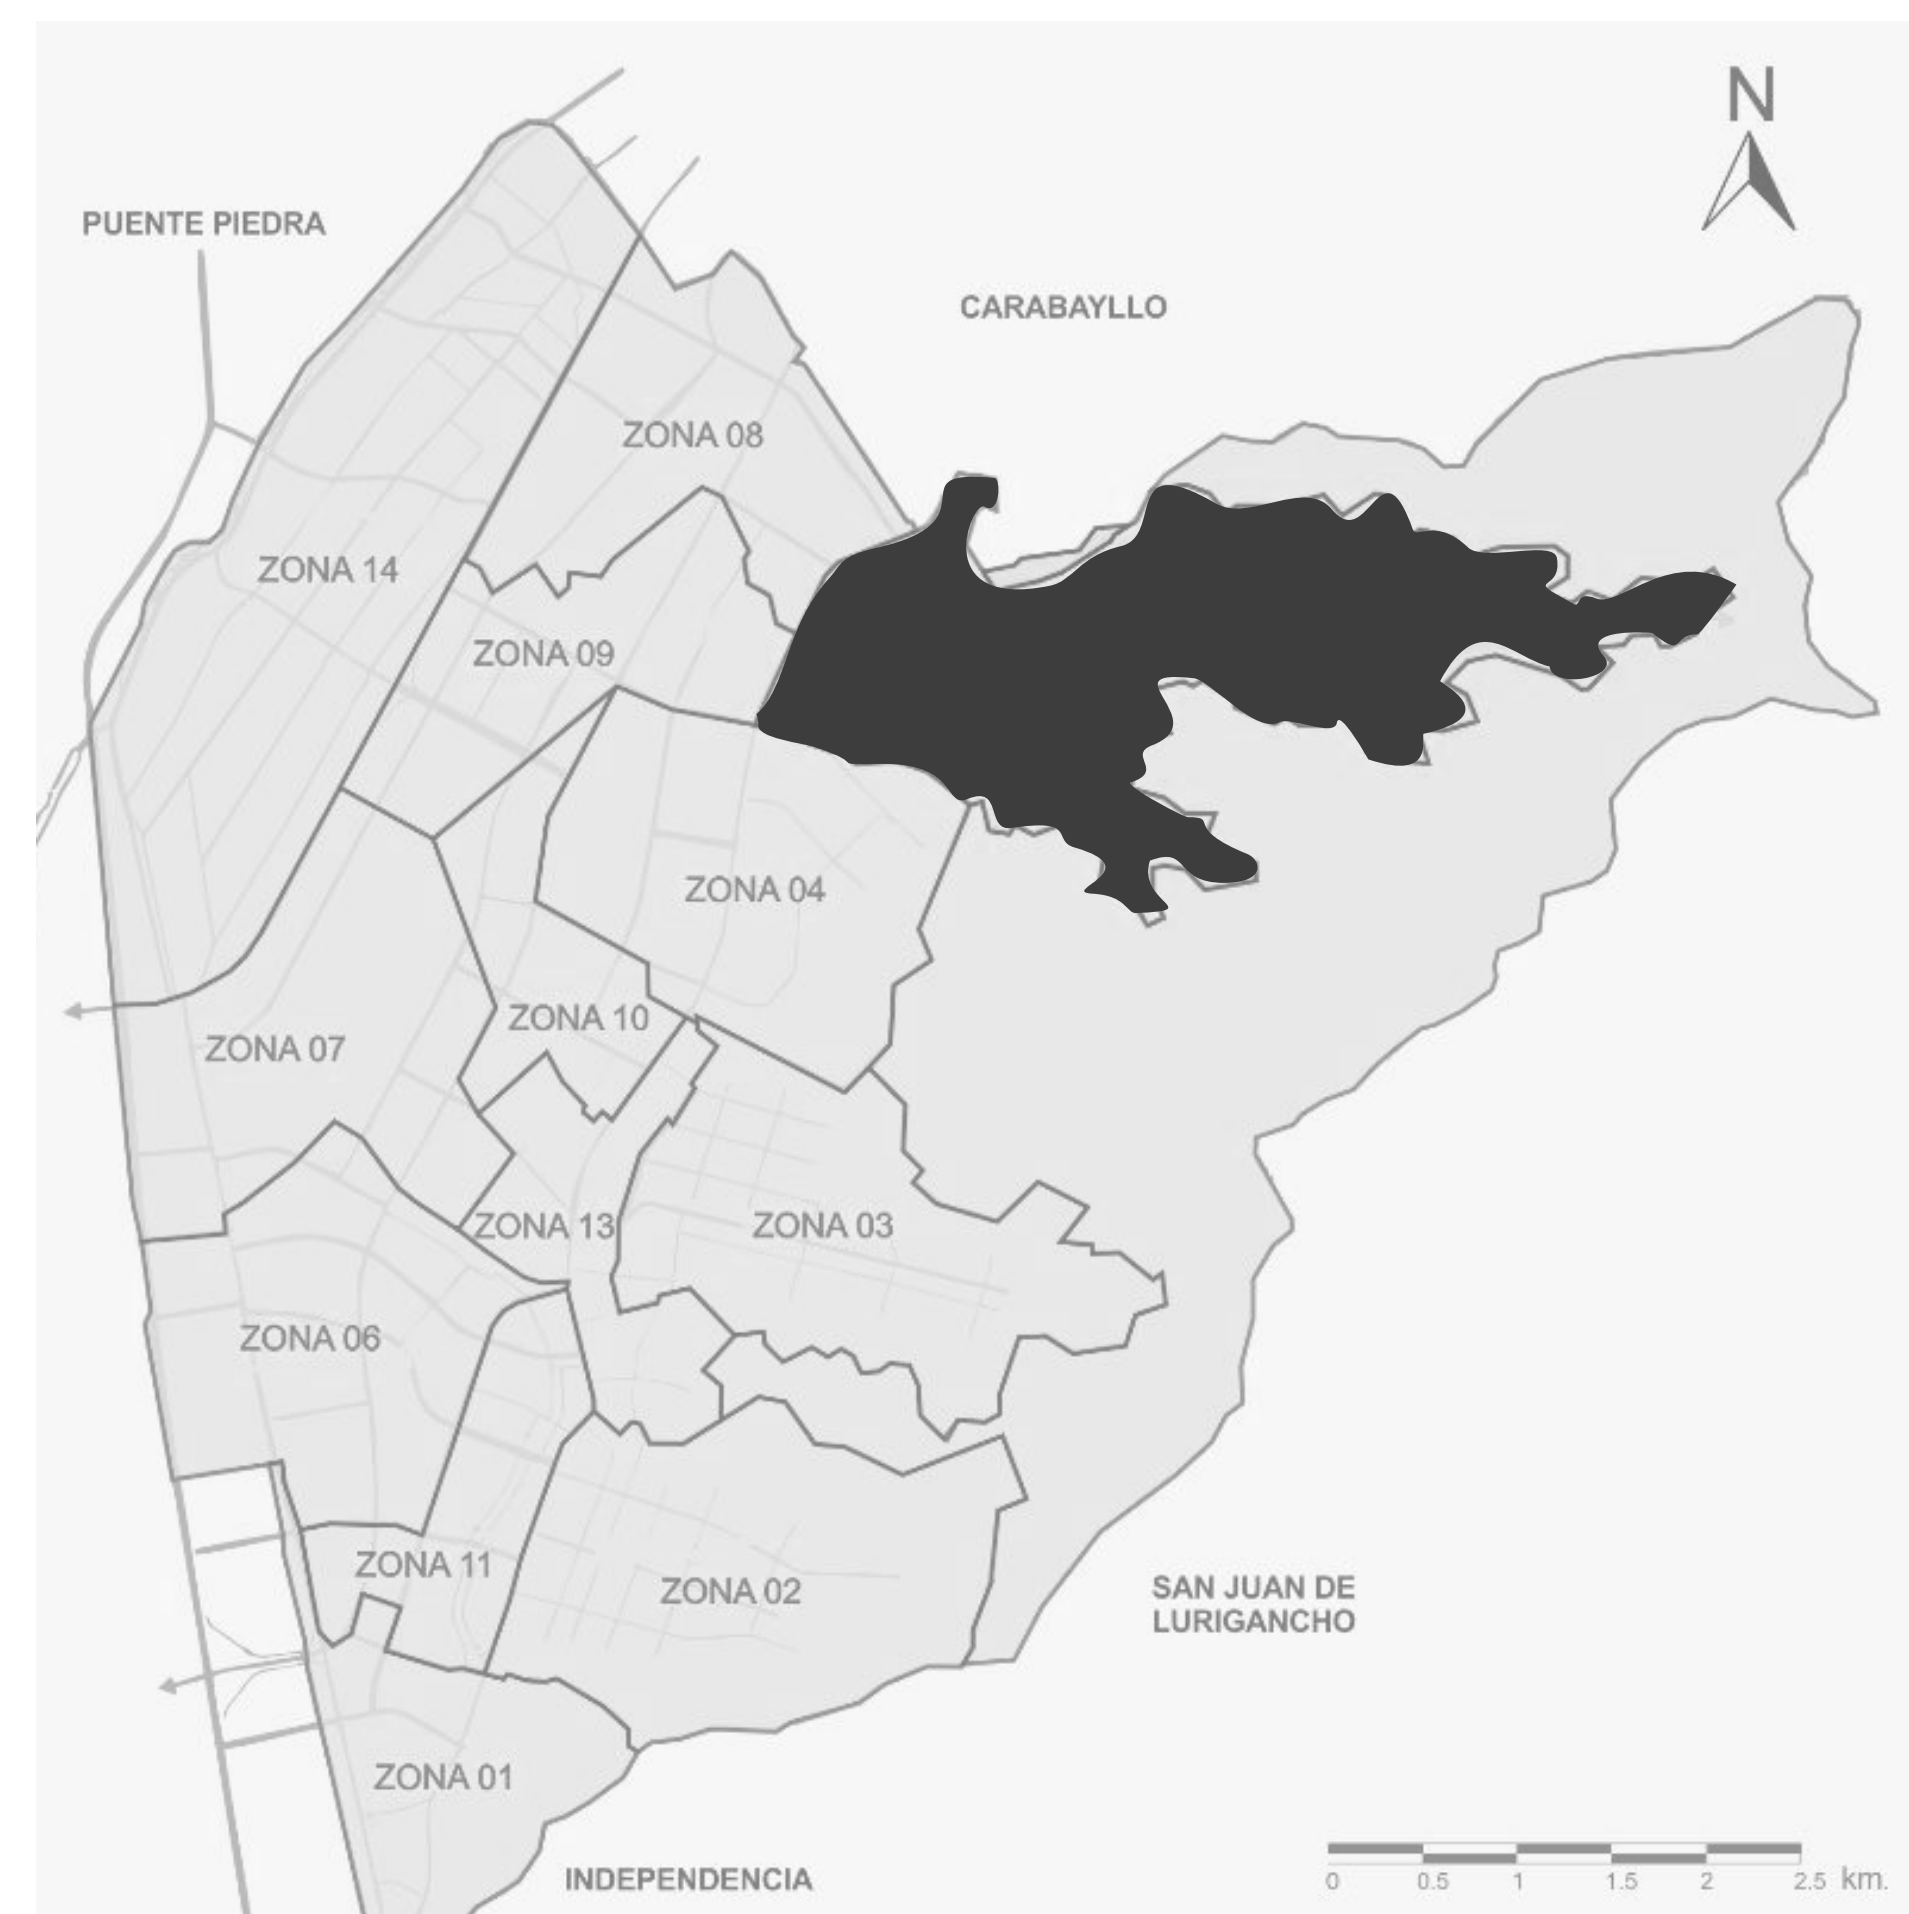 N
PUENTE PIEDRA
CARABAYLLO
ZONA 08
ZONA 14
ZONA 09
ZONA 04
ZONA 10
ZONA 07
ZONA 13
ZONA 03
ZONA 06
ZONA 11
ZONA 02
SAN JUAN DE
LURIGANCHO
ZONA 01
INDEPENDENCIA
0 0.5 1 1.5 2 2.5 km.